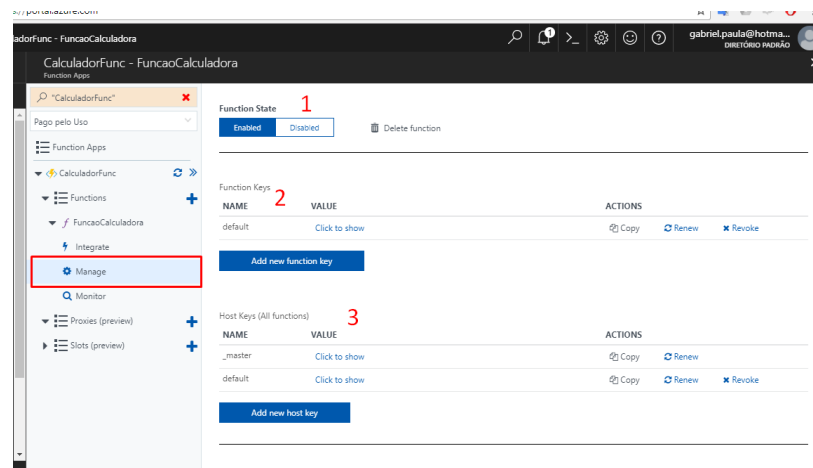 s://portal.azure.com
adorFunc - FuncaoCalculadora
1
gabriel.paula@hotma...
DIRETÓRIO PADRÃO
CalculadorFunc - FuncaoCalculadora
Function Apps
"CalculadorFunc"
Pago pelo Uso
Function Apps
CalculadorFunc
Functions
FuncaoCalculadora
Integrate
Manage
Monitor
Proxies (preview)
Slots (preview)
Function State 1
Enabled Disabled Delete function
Function Keys 2
NAME VALUE ACTIONS
default Click to show Copy Renew Revoke
Add new function key
Host Keys (All functions) 3
NAME VALUE ACTIONS
_master Click to show Copy Renew
default Click to show Copy Renew Revoke
Add new host key